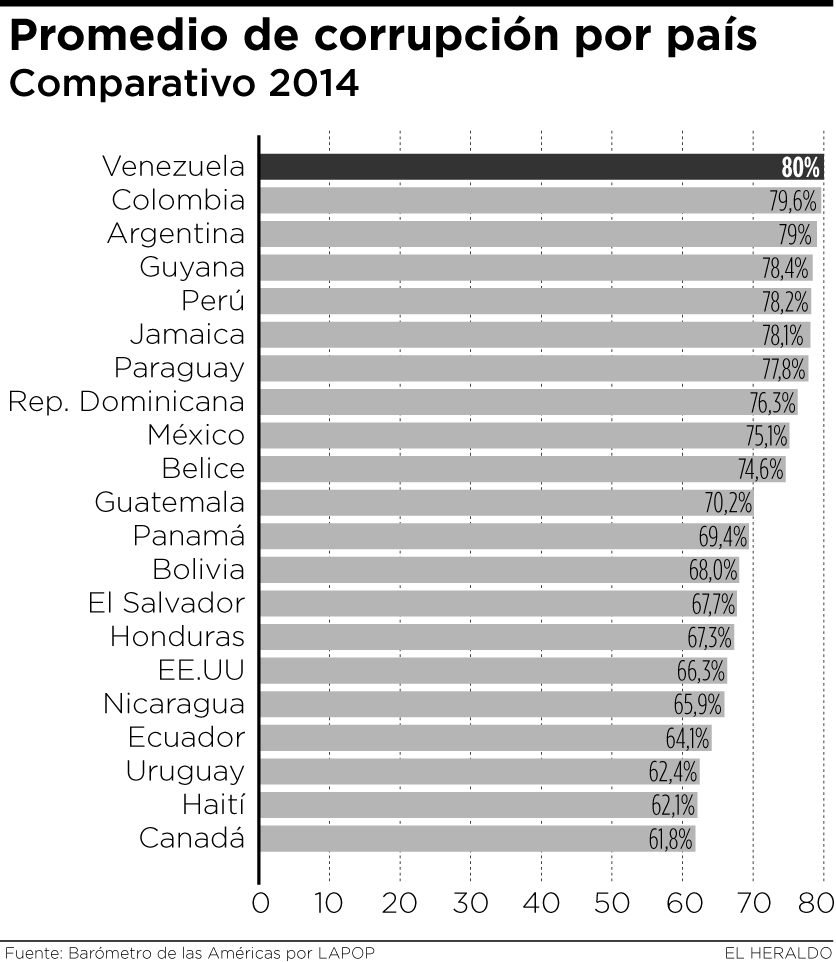 Promedio de corrupción por país
Comparativo 2014
Venezuela 80%
Colombia 79,6%
Argentina 79%
Guyana 78,4%
Perú 78,2%
Jamaica 78,1%
Paraguay 77,8%
Rep. Dominicana 76,3%
México 75,1%
Belice 74,6%
Guatemala 70,2%
Panamá 69,4%
Bolivia 68,0%
El Salvador 67,7%
Honduras 67,3%
EE.UU 66,3%
Nicaragua 65,9%
Ecuador 64,1%
Uruguay 62,4%
Haití 62,1%
Canadá 61,8%
0 10 20 30 40 50 60 70 80
Fuente: Barómetro de las Américas por LAPOP EL HERALDO